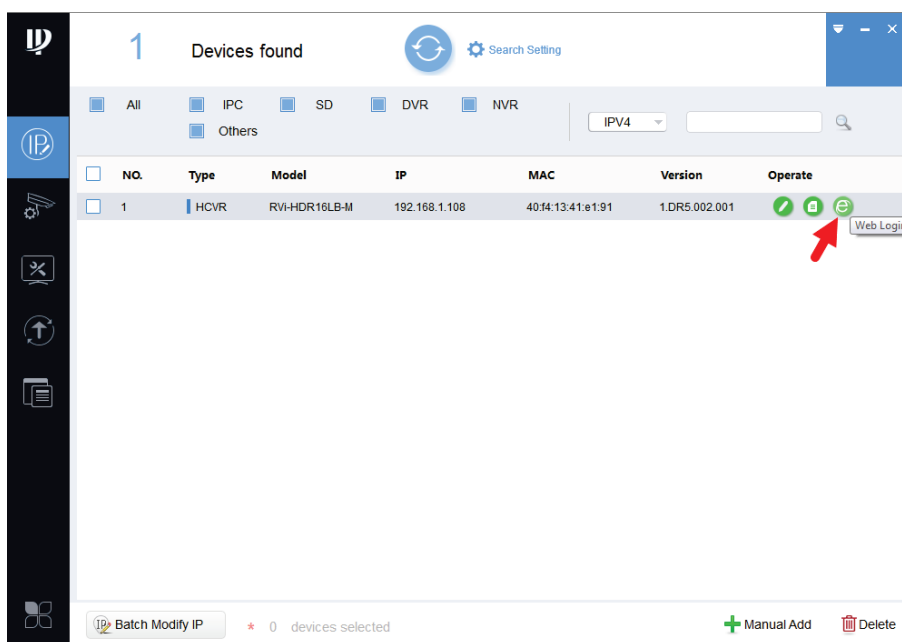 1 Devices found Search Setting
All IPC SD DVR NVR
Others
IPV4
NO. Type Model IP MAC Version Operate
1 HCVR RVi-HDR16LB-M 192.168.1.108 40:f4:13:41:e1:91 1.DR5.002.001
Web Login
IP Batch Modify IP * 0 devices selected Manual Add Delete